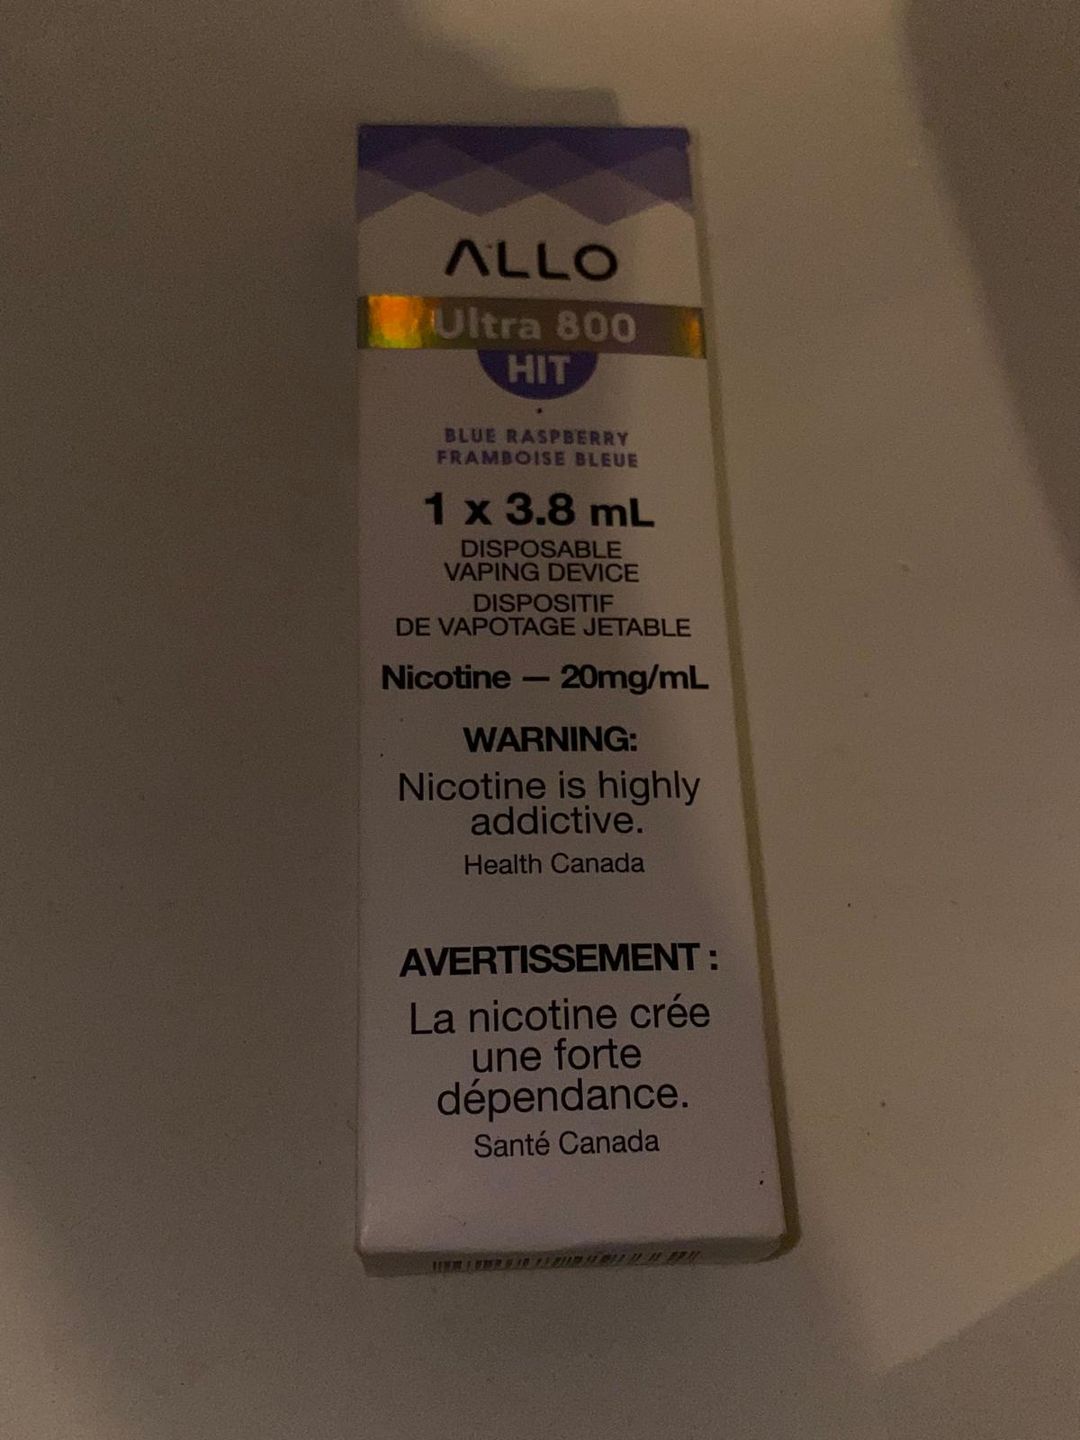 ALLO
Ultra 800
HIT
BLUE RASPBERRY
FRAMBOISE BLEUE
1 x 3.8 mL
DISPOSABLE
VAPING DEVICE
DISPOSITIF
DE VAPOTAGE JETABLE
Nicotine — 20mg/mL
WARNING:
Nicotine is highly
addictive.
Health Canada
AVERTISSEMENT :
La nicotine crée
une forte
dépendance.
Santé Canada